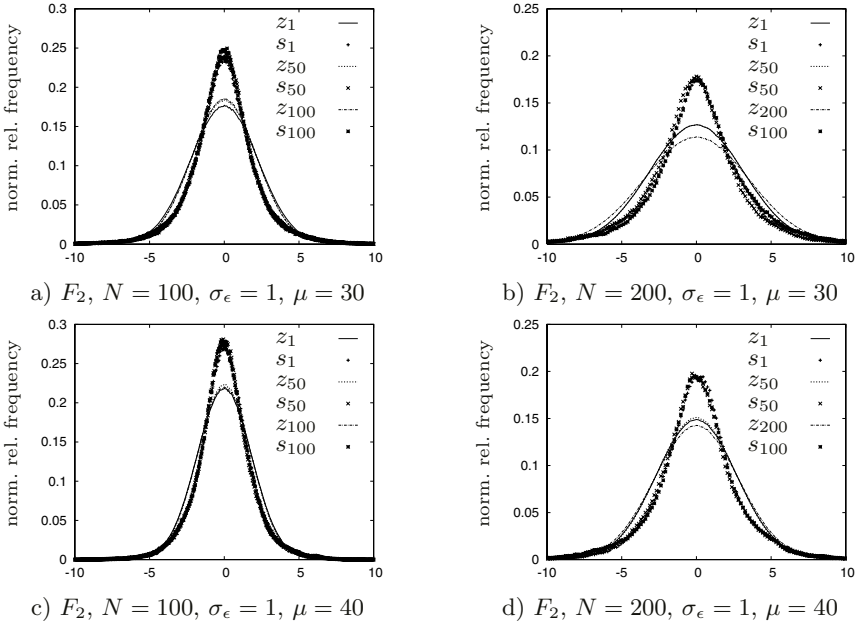 norm. rel. frequency
0.3
0.25
0.2
0.15
0.1
0.05
0
-10 -5 0 5 10
z1
s1
z50
s50
z100
s100
a) F2, N = 100, σϵ = 1, μ = 30
norm. rel. frequency
0.25
0.2
0.15
0.1
0.05
0
-10 -5 0 5 10
z1
s1
z50
s50
z200
s100
b) F2, N = 200, σϵ = 1, μ = 30
norm. rel. frequency
0.3
0.25
0.2
0.15
0.1
0.05
0
-10 -5 0 5 10
z1
s1
z50
s50
z100
s100
c) F2, N = 100, σϵ = 1, μ = 40
norm. rel. frequency
0.25
0.2
0.15
0.1
0.05
0
-10 -5 0 5 10
z1
s1
z50
s50
z200
s100
d) F2, N = 200, σϵ = 1, μ = 40